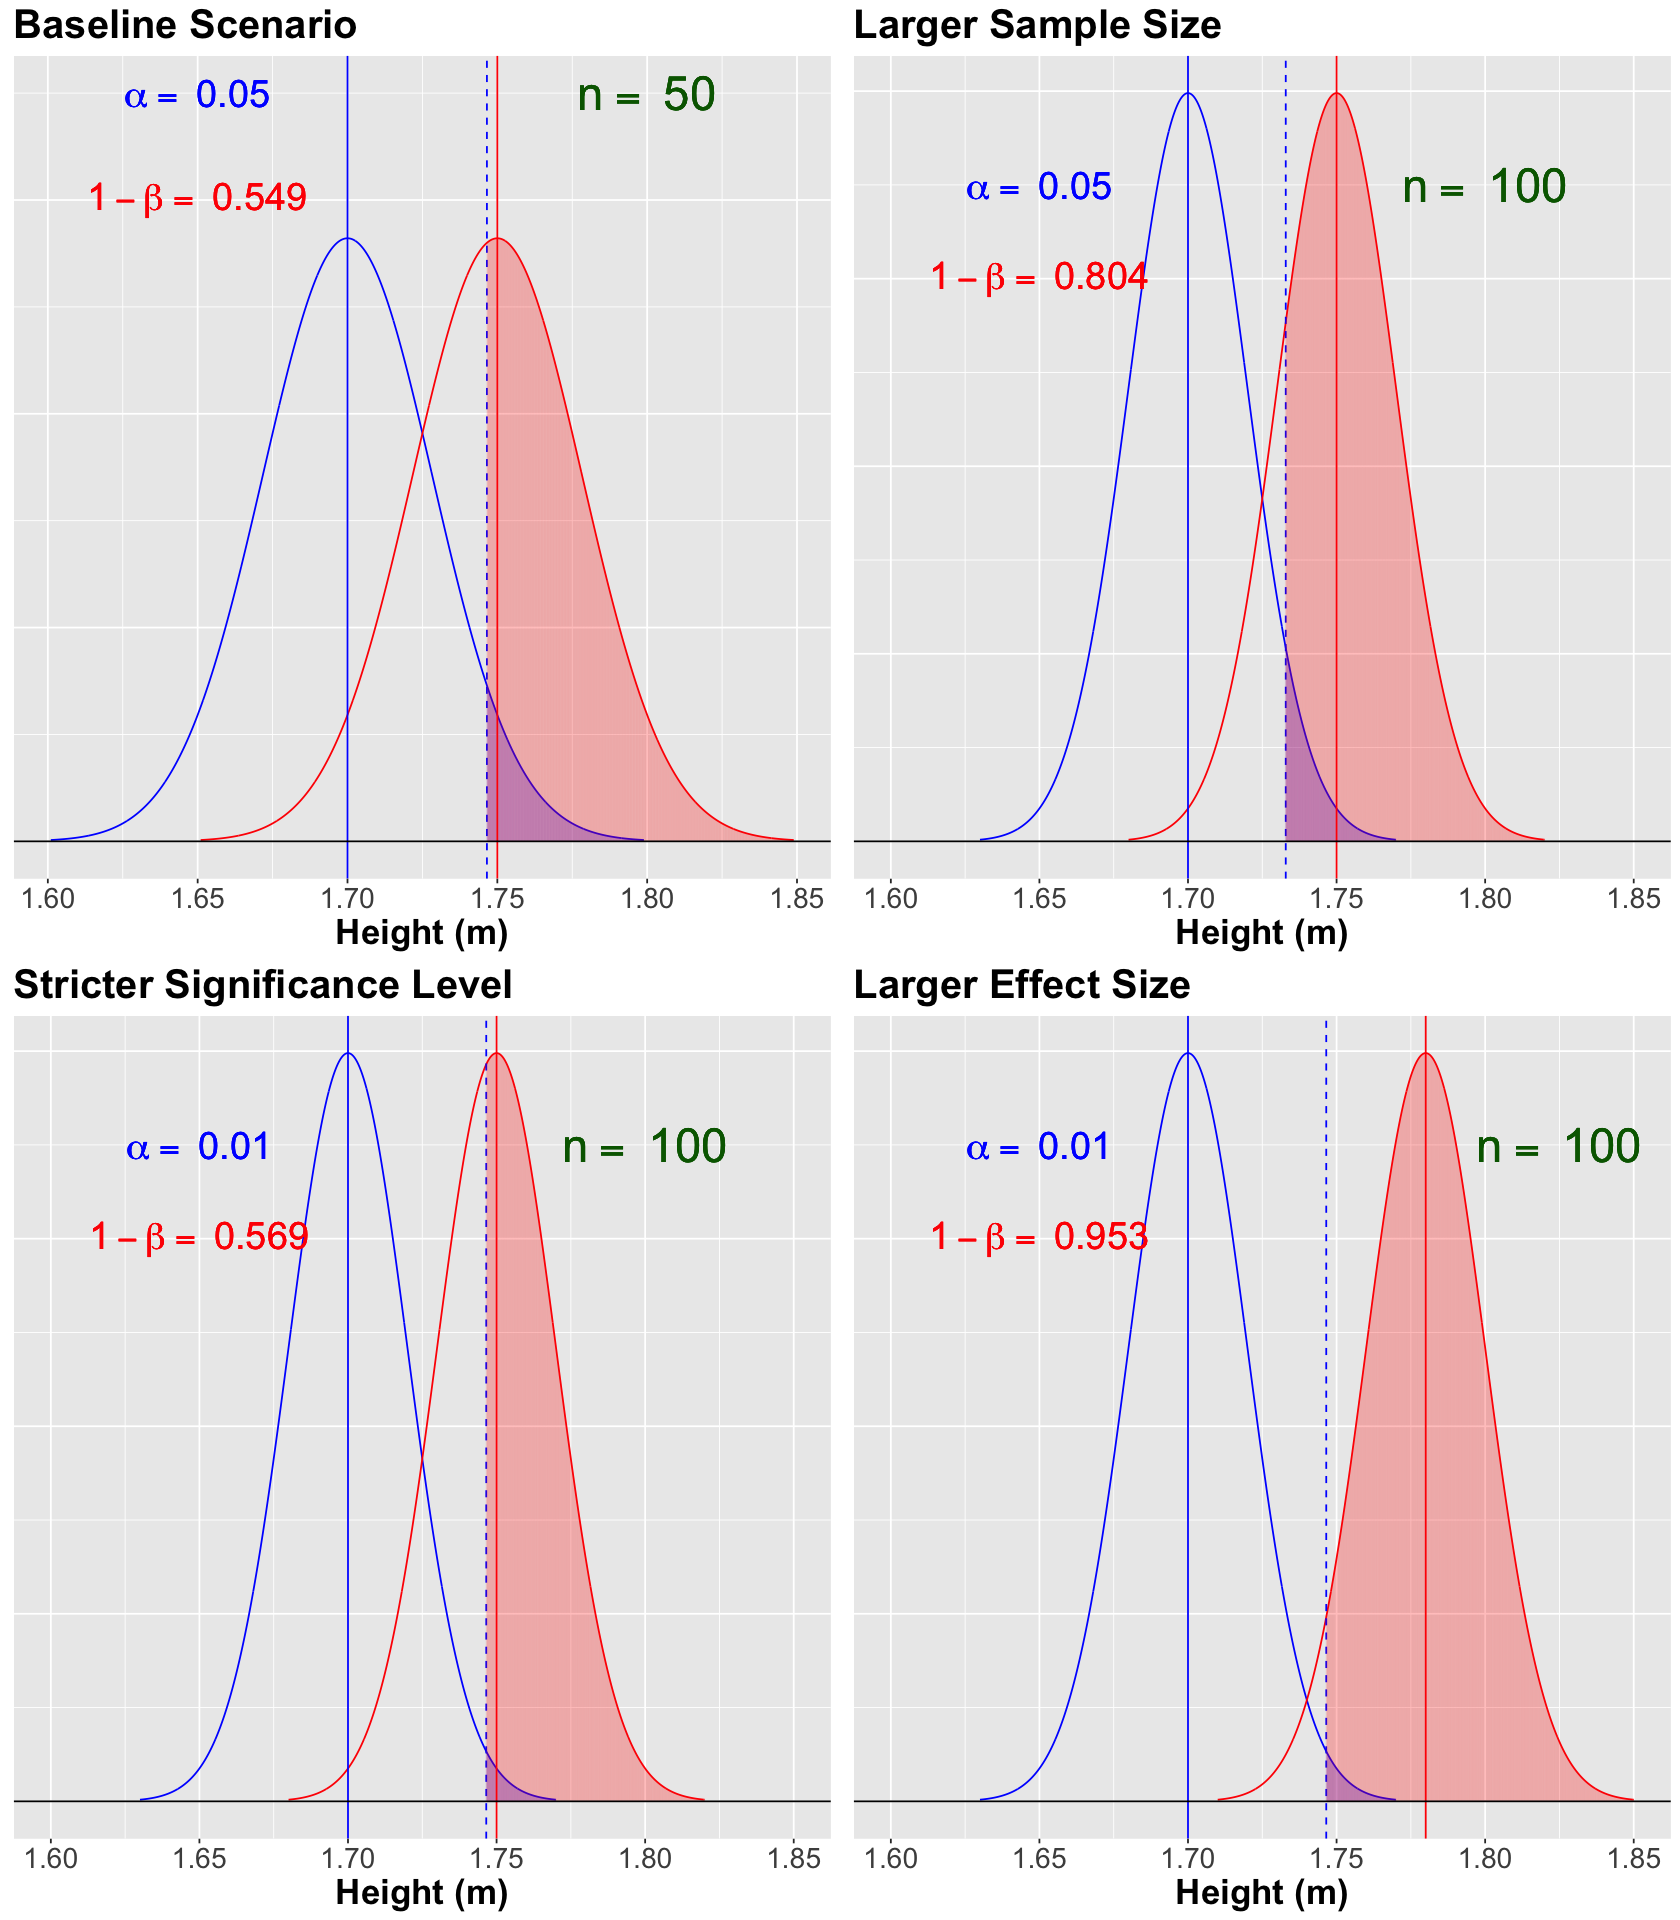 Baseline Scenario
α = 0.05
n = 50
1 − β = 0.549
1.60 1.65 1.70 1.75 1.80 1.85
Height (m)
Larger Sample Size
α = 0.05
n = 100
1 − β = 0.804
1.60 1.65 1.70 1.75 1.80 1.85
Height (m)
Stricter Significance Level
α = 0.01
n = 100
1 − β = 0.569
1.60 1.65 1.70 1.75 1.80 1.85
Height (m)
Larger Effect Size
α = 0.01
n = 100
1 − β = 0.953
1.60 1.65 1.70 1.75 1.80 1.85
Height (m)